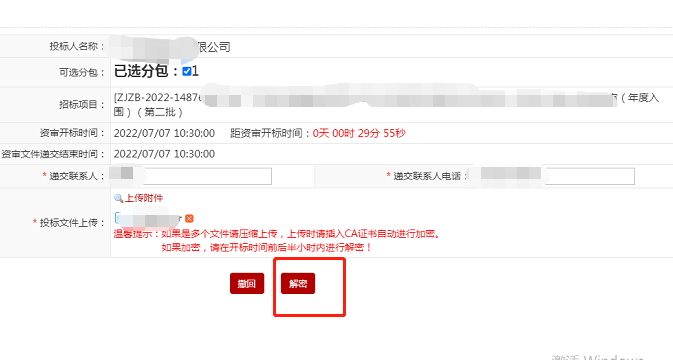 投标人名称： 限公司
可选分包： 已选分包：1
招标项目： [ZJZB-2022-1487 （年度入
围）（第二批）
资审开标时间： 2022/07/07 10:30:00 距资审开标时间：0天 00时 29分 55秒
资审文件递交结束时间： 2022/07/07 10:30:00
* 递交联系人： * 递交联系人电话：
上传附件
* 投标文件上传：
温馨提示：如果是多个文件请压缩上传，上传时请插入CA证书自动进行加密。
如果加密，请在开标时间前后半小时内进行解密！
撤回 解密
激活 Windows